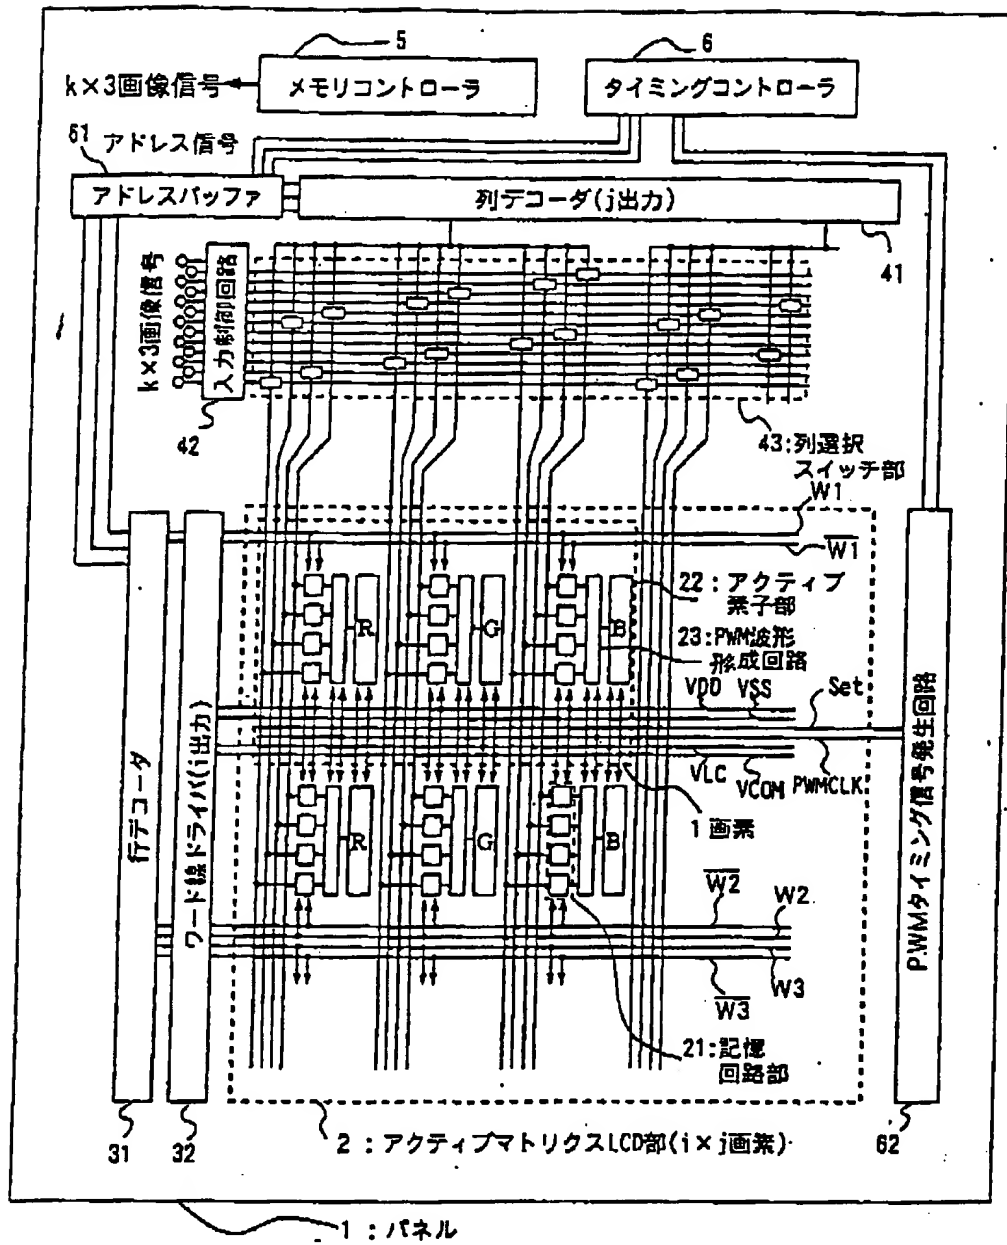 5
6
k×3画像信号
メモリコントローラ
タイミングコントローラ
61
アドレス信号
アドレスバッファ
列デコーダ(j出力)
41
k×3画像信号
入力制御回路
42
43:列選択
スイッチ部
W1
W1
22:アクティブ
素子部
R
G
B
23:PWM波形
形成回路
VDD
VSS
Set
VLC
VCOM
PWMCLK
1画素
R
G
B
行デコーダ
ワード線ドライバ(i出力)
PWMタイミング信号発生回路
W2
W2
W3
W3
21:記憶
回路部
31
32
2:アクティブマトリクスLCD部(i×j画素)
62
1:パネル